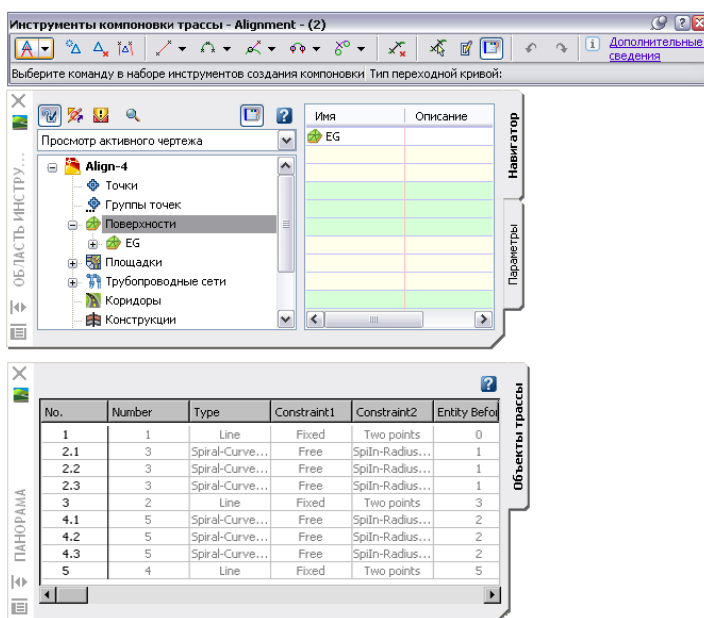 Инструменты компоновки трассы - Alignment - (2)
Дополнительные
сведения
Выберите команду в наборе инструментов создания компоновки Тип переходной кривой:
ОБЛАСТЬ ИНСТРУ...
Просмотр активного чертежа
Align-4
Точки
Группы точек
Поверхности
EG
Площадки
Трубопроводные сети
Коридоры
Конструкции
Имя Описание
EG
Навигатор
Параметры
ПАНОРАМА
No. Number Type Constraint1 Constraint2 Entity Befor
1 1 Line Fixed Two points 0
2.1 3 Spiral-Curve... Free SpiIn-Radius... 1
2.2 3 Spiral-Curve... Free SpiIn-Radius... 1
2.3 3 Spiral-Curve... Free SpiIn-Radius... 1
3 2 Line Fixed Two points 3
4.1 5 Spiral-Curve... Free SpiIn-Radius... 2
4.2 5 Spiral-Curve... Free SpiIn-Radius... 2
4.3 5 Spiral-Curve... Free SpiIn-Radius... 2
5 4 Line Fixed Two points 5
Объекты трассы